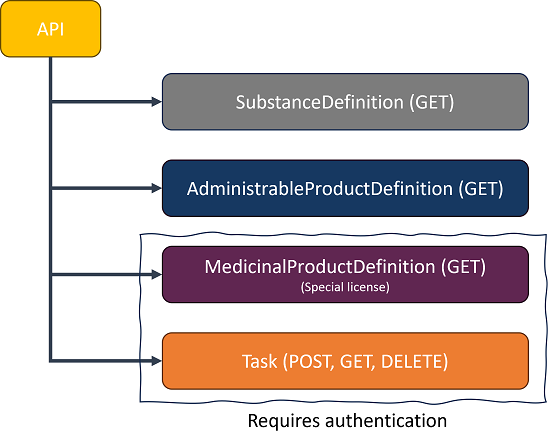 API
SubstanceDefinition (GET)
AdministrableProductDefinition (GET)
MedicinalProductDefinition (GET)
(Special license)
Task (POST, GET, DELETE)
Requires authentication